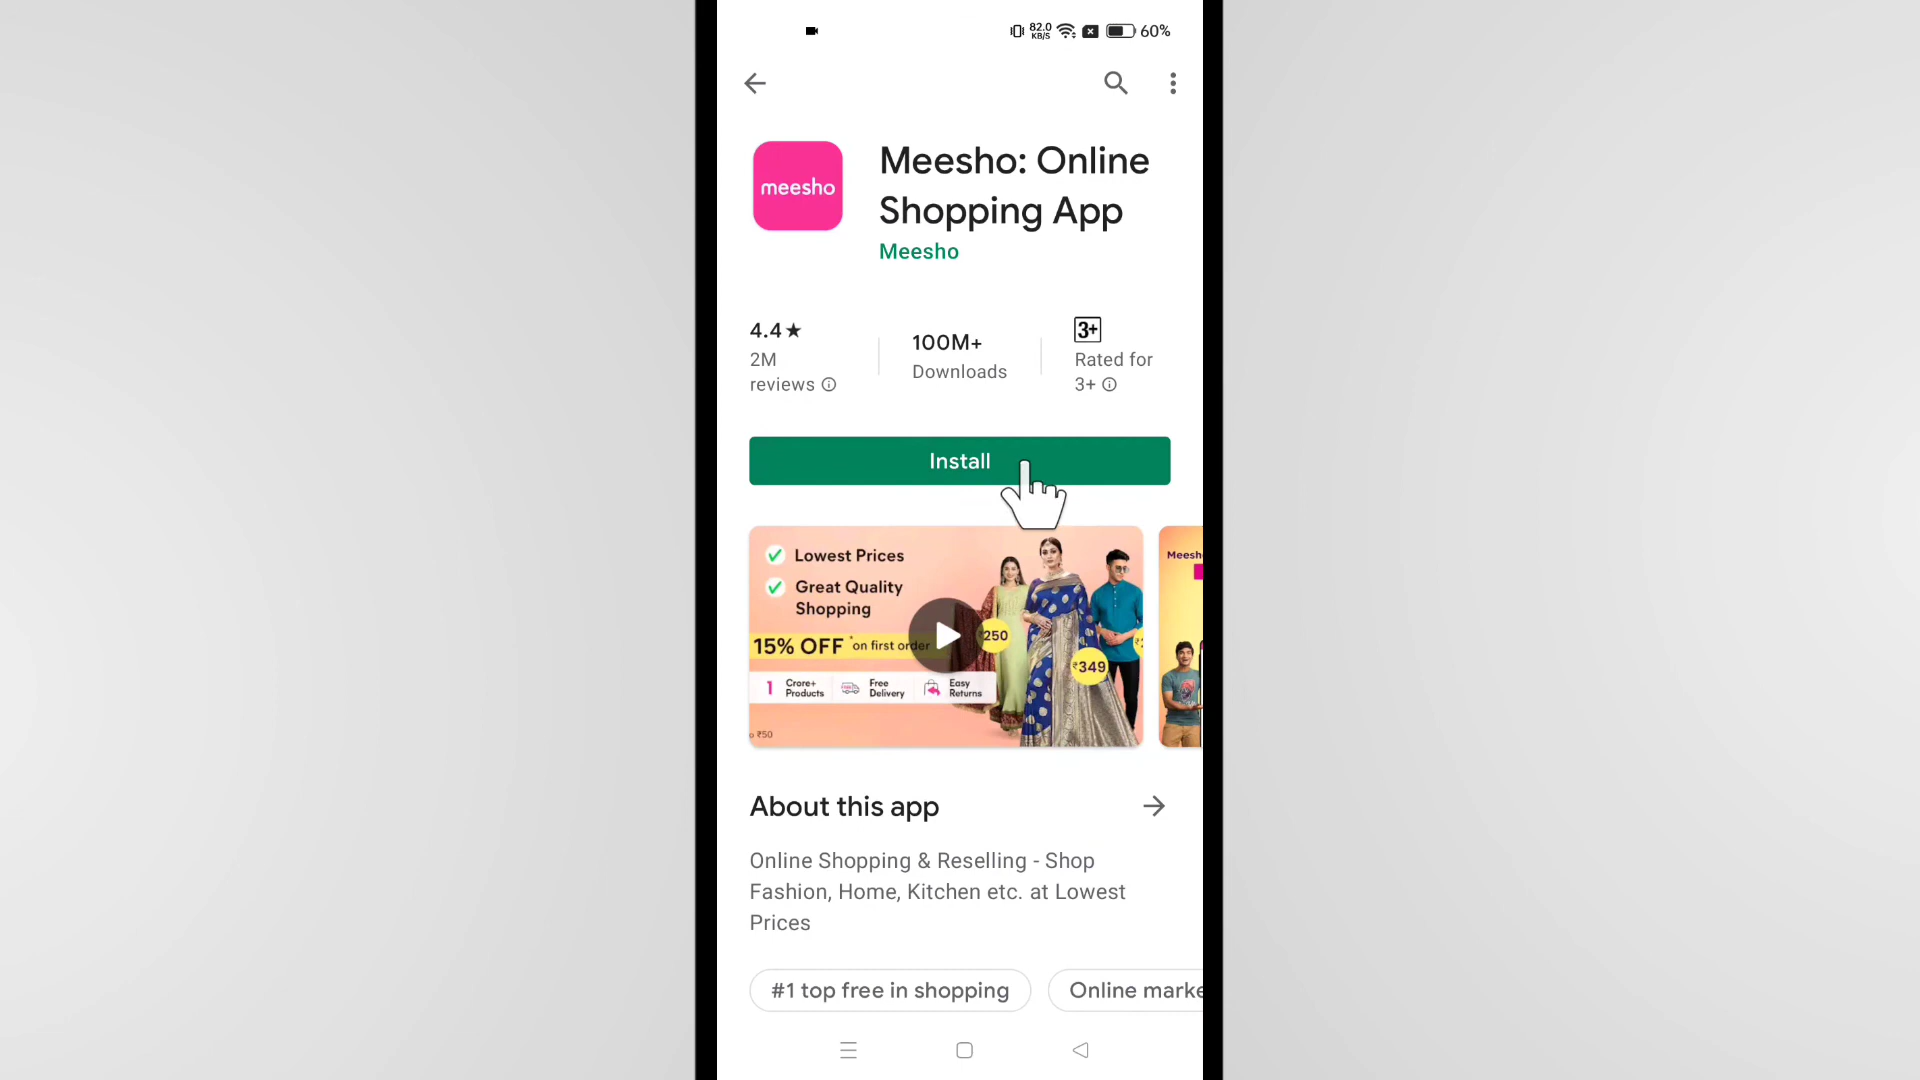 82.0
KB/S
60%
meesho
Meesho: Online
Shopping App
Meesho
4.4★
2M
reviews
100M+
Downloads
3+
Rated for
3+
Install
Lowest Prices
Great Quality
Shopping
15% OFF *on first order
₹250
₹349
1 Crore+
Products
Free
Delivery
Easy
Returns
₹50
Meesh
About this app
Online Shopping & Reselling - Shop
Fashion, Home, Kitchen etc. at Lowest
Prices
#1 top free in shopping
Online marke